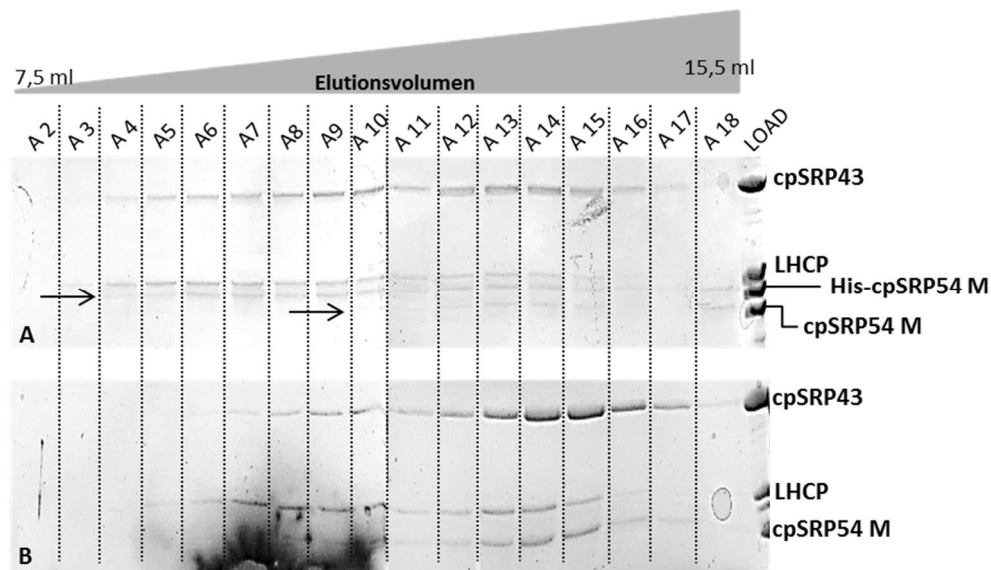 7,5 ml
Elutionsvolumen
15,5 ml
A 2 A 3 A 4 A5 A6 A7 A8 A9 A 10 A 11 A 12 A 13 A 14 A 15 A 16 A 17 A 18 LOAD
cpSRP43
LHCP
His-cpSRP54 M
cpSRP54 M
A
cpSRP43
LHCP
cpSRP54 M
B